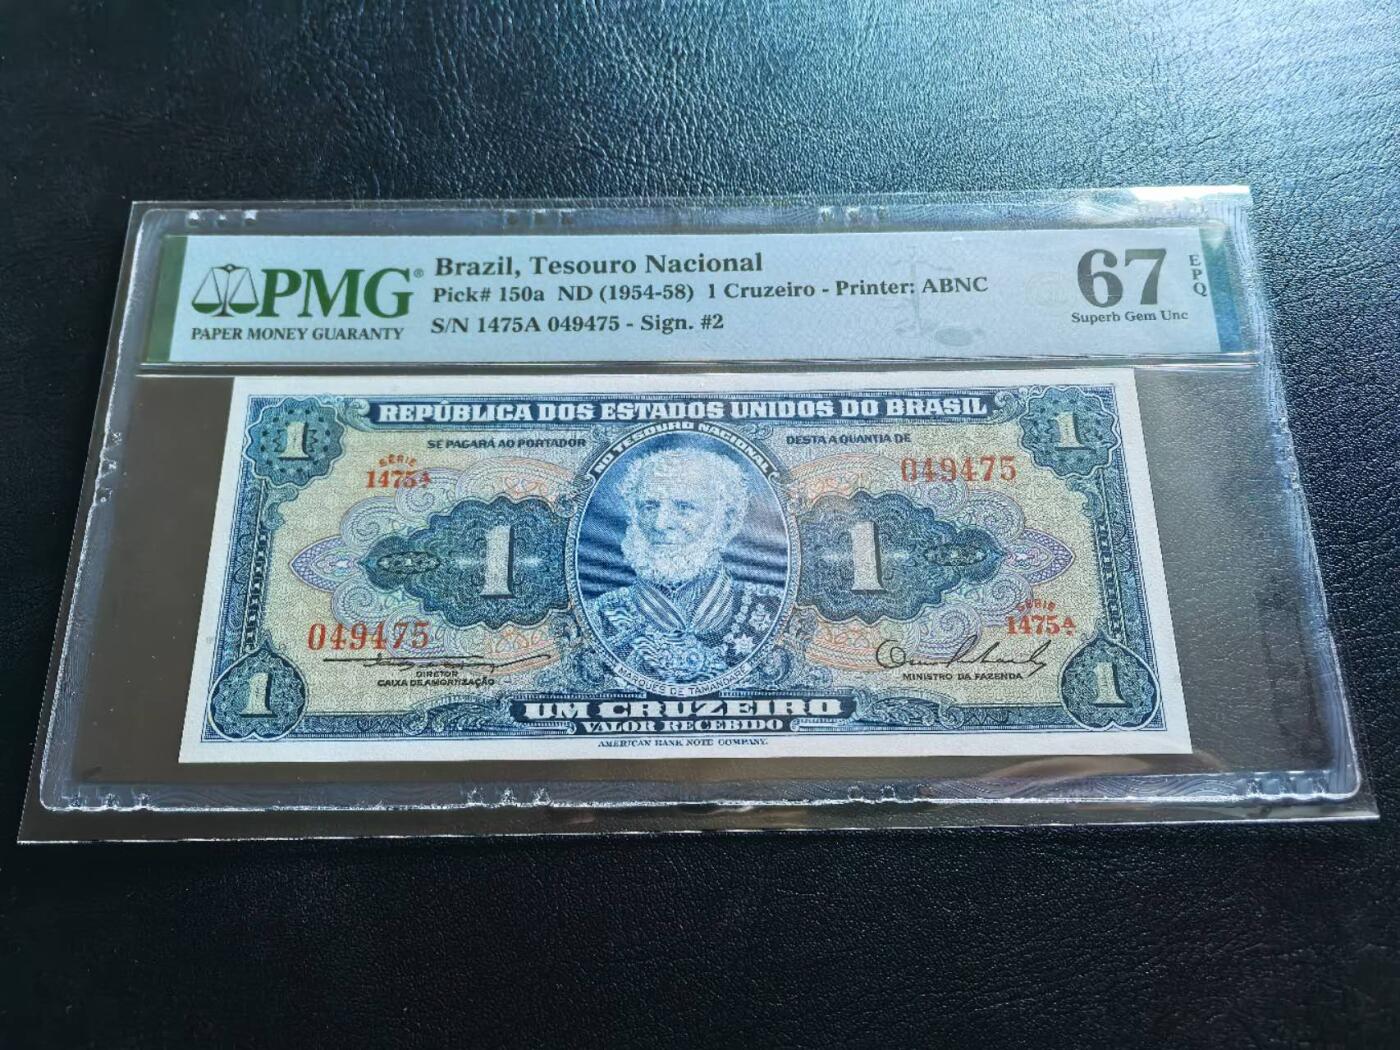 PMG®
PAPER MONEY GUARANTY
Brazil, Tesouro Nacional
Pick# 150a ND (1954-58) 1 Cruzeiro - Printer: ABNC
S/N 1475A 049475 - Sign. #2
67
EPQ
Superb Gem Unc
1
REPÚBLICA DOS ESTADOS UNIDOS DO BRASIL
1
SE PAGARÁ AO PORTADOR
NO TESOURO NACIONAL
DESTA A QUANTIA DE
SÉRIE
1475A
049475
1
1
049475
SÉRIE
1475A
DIRETOR
CAIXA DE AMORTIZAÇÃO
MARQUES DE TAMANDARÉ
MINISTRO DA FAZENDA
1
UM CRUZEIRO
1
VALOR RECEBIDO
AMERICAN BANK NOTE COMPANY.